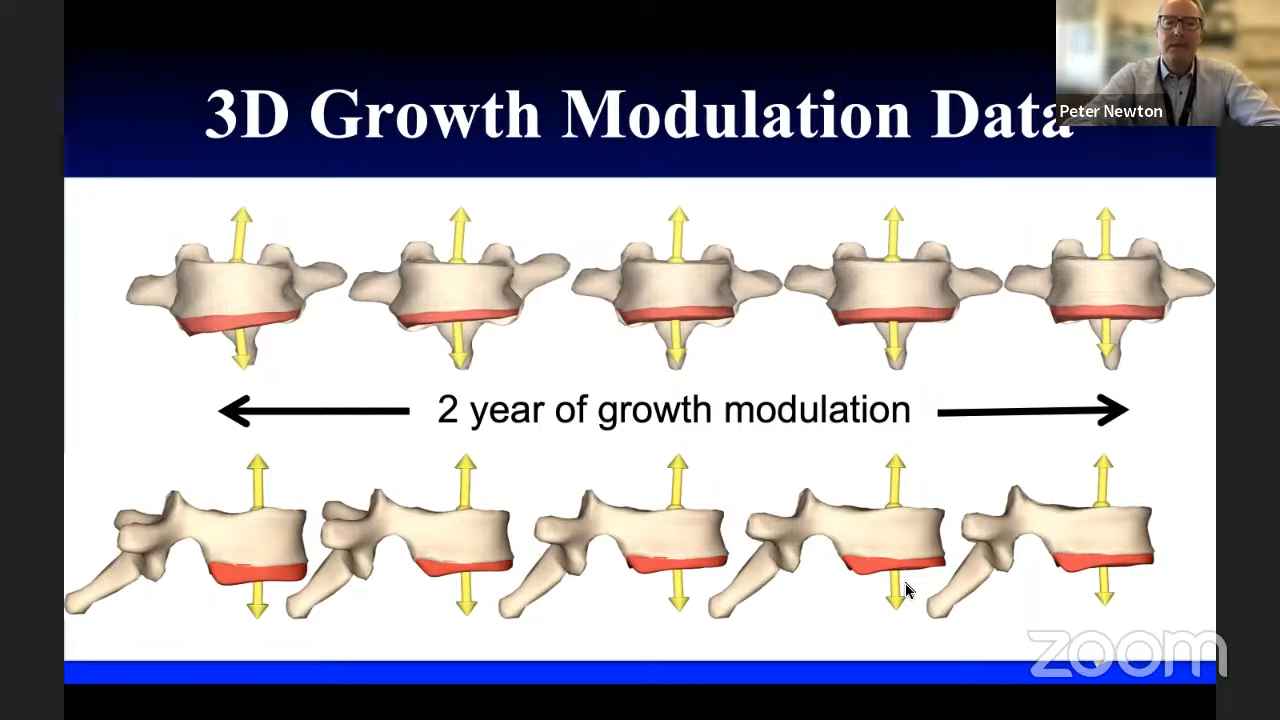 3D Growth Modulation Data
Peter Newton
2 year of growth modulation
zoom